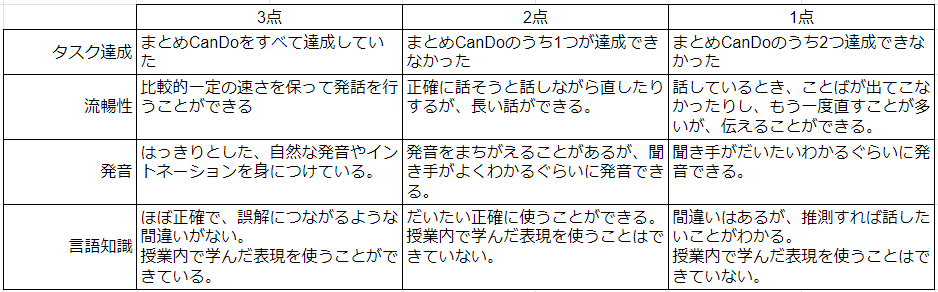 3点
2点
1点
タスク達成
まとめCanDoをすべて達成してい
た
まとめCanDoのうち1つが達成でき
なかった
まとめCanDoのうち2つ達成できな
かった
流暢性
比較的一定の速さを保って発話を行
うことができる
正確に話そうと話しながら直したり
するが、長い話ができる。
話しているとき、ことばが出てこな
かったりし、もう一度直すことが多
いが、伝えることができる。
発音
はっきりとした、自然な発音やイン
トネーションを身につけている。
発音をまちがえることがあるが、聞
き手がよくわかるぐらいに発音でき
る。
聞き手がだいたいわかるぐらいに発
音できる。
言語知識
ほぼ正確で、誤解につながるような
間違いがない。
授業内で学んだ表現を使うことがで
きている。
だいたい正確に使うことができる。
授業内で学んだ表現を使うことはで
きていない。
間違いはあるが、推測すれば話した
いことがわかる。
授業内で学んだ表現を使うことはで
きていない。